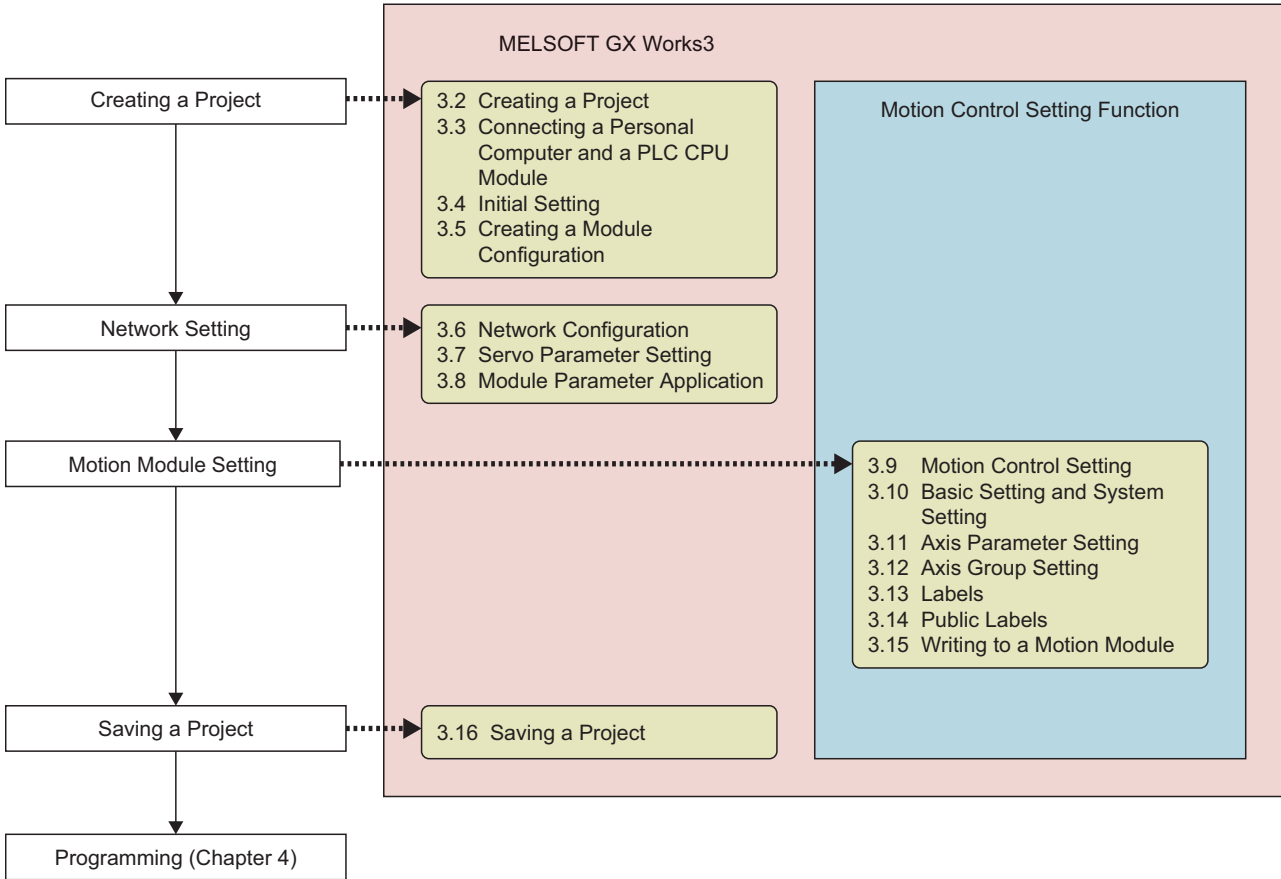 MELSOFT GX Works3
Creating a Project
3.2 Creating a Project
3.3 Connecting a Personal
Computer and a PLC CPU
Module
3.4 Initial Setting
3.5 Creating a Module
Configuration
Motion Control Setting Function
Network Setting
3.6 Network Configuration
3.7 Servo Parameter Setting
3.8 Module Parameter Application
Motion Module Setting
3.9 Motion Control Setting
3.10 Basic Setting and System
Setting
3.11 Axis Parameter Setting
3.12 Axis Group Setting
3.13 Labels
3.14 Public Labels
3.15 Writing to a Motion Module
Saving a Project
3.16 Saving a Project
Programming (Chapter 4)